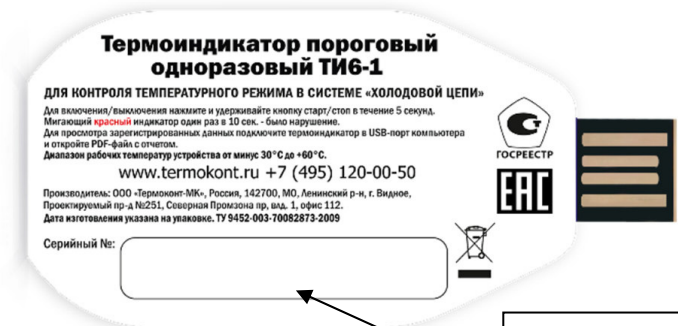 Термоиндикатор пороговый
одноразовый ТИ6-1
ДЛЯ КОНТРОЛЯ ТЕМПЕРАТУРНОГО РЕЖИМА В СИСТЕМЕ «ХОЛОДОВОЙ ЦЕПИ»
Для включения/выключения нажмите и удерживайте кнопку старт/стоп в течение 5 секунд.
Мигающий красный индикатор один раз в 10 сек. - было нарушение.
Для просмотра зарегистрированных данных подключите термоиндикатор в USB-порт компьютера
и откройте PDF-файл с отчетом.
Диапазон рабочих температур устройства от минус 30°С до +60°С.
www.termokont.ru +7 (495) 120-00-50
Производитель: ООО «Термоконт-МК», Россия, 142700, МО, Ленинский р-н, г. Видное,
Проектируемый пр-д №251, Северная Промзона пр, влд. 1, офис 112.
Дата изготовления указана на упаковке. ТУ 9452-003-70082873-2009
Серийный №:
ГОСРЕЕСТР
ЕАС